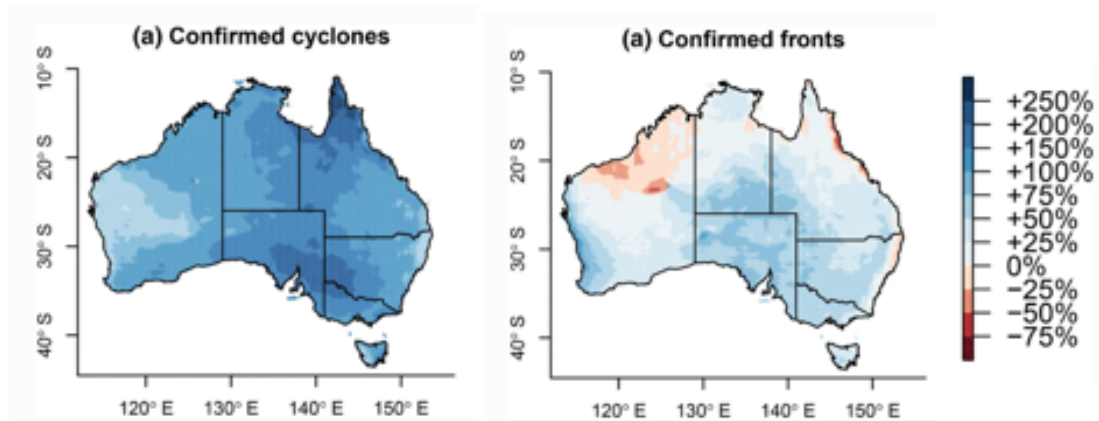 (a) Confirmed cyclones
10° S
20° S
30° S
40° S
120° E 130° E 140° E 150° E
(a) Confirmed fronts
10° S
20° S
30° S
40° S
120° E 130° E 140° E 150° E
+250%
+200%
+150%
+100%
+75%
+50%
+25%
0%
−25%
−50%
−75%